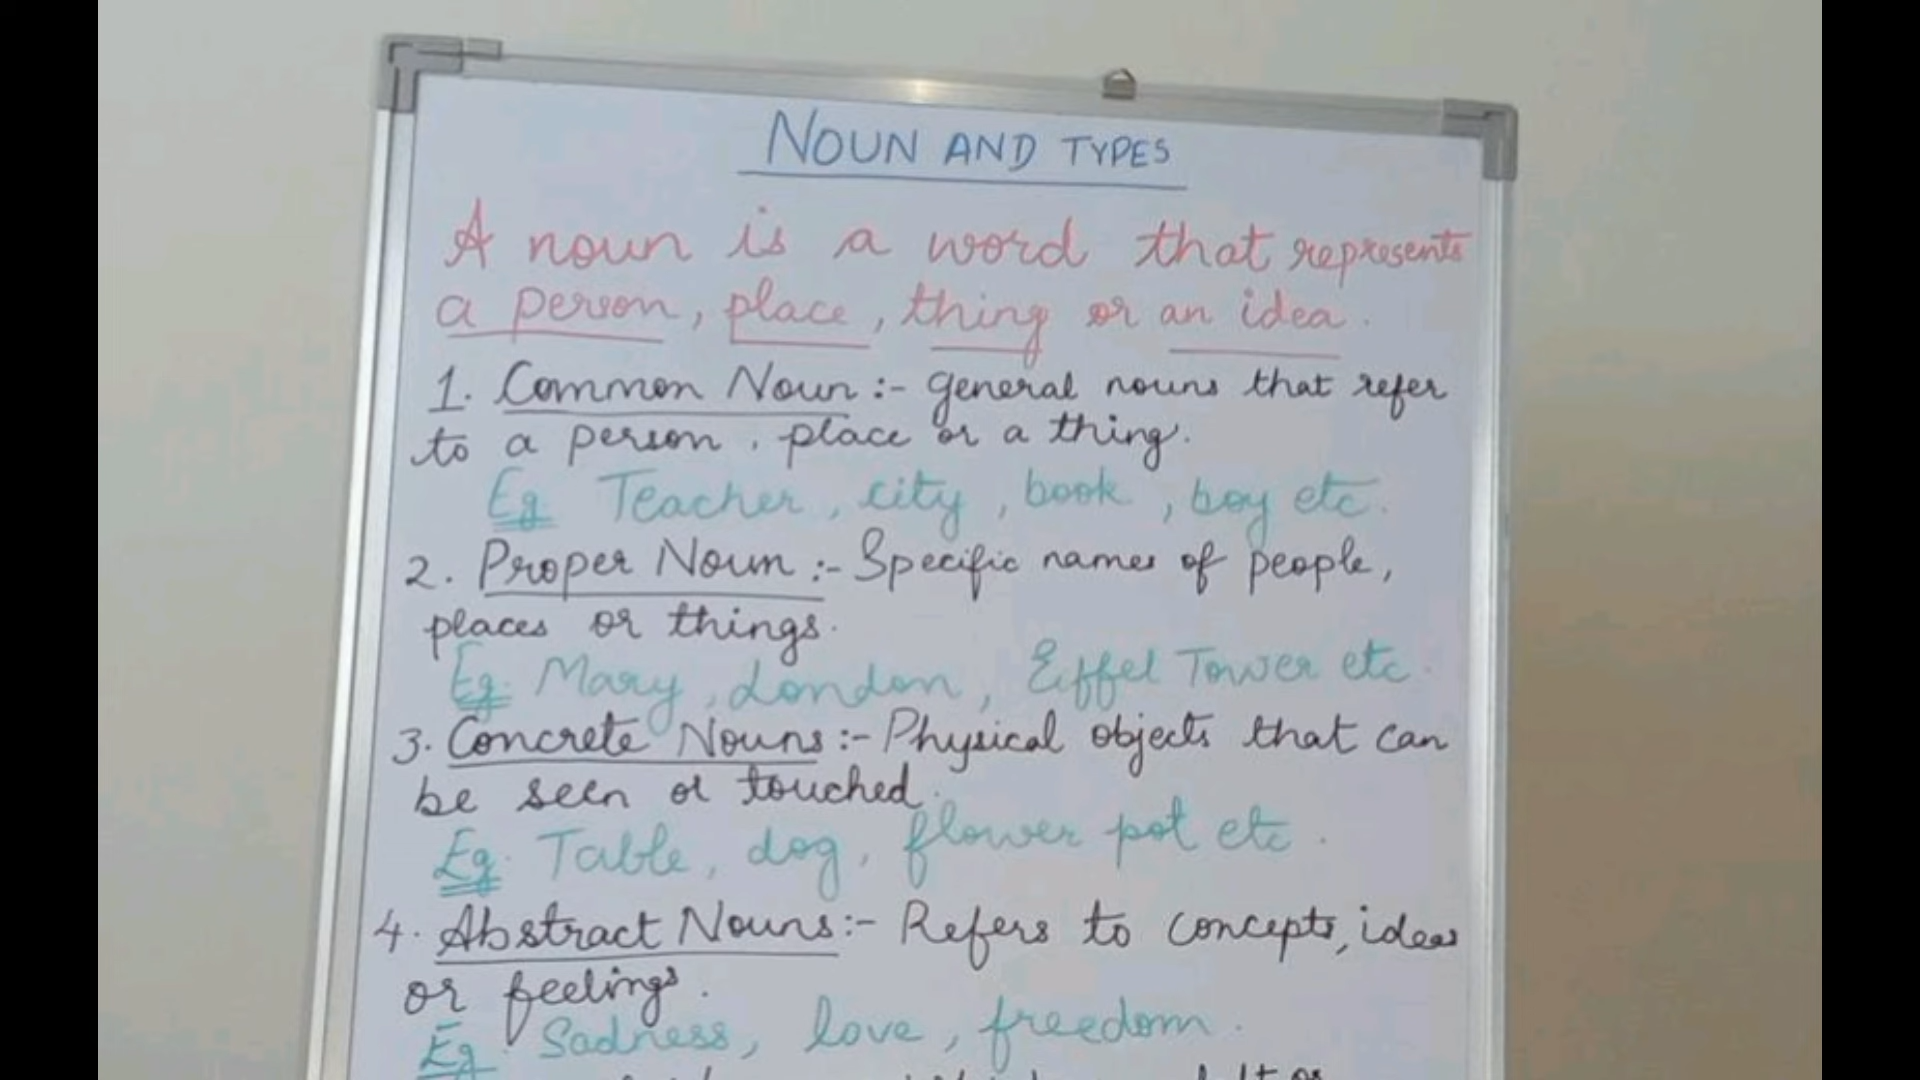 NOUN AND TYPES
A noun is a word that represents
a person, place, thing or an idea.
1. Common Noun :- general nouns that refer
to a person, place or a thing.
Eg Teacher, city, book, boy etc.
2. Proper Noun :- Specific names of people,
places or things.
Eg. Mary, London, Eiffel Tower etc.
3. Concrete Nouns :- Physical objects that can
be seen or touched.
Eg. Table, dog, flower pot etc.
4. Abstract Nouns :- Refers to concepts, ideas
or feelings.
Eg. Sadness, love, freedom.